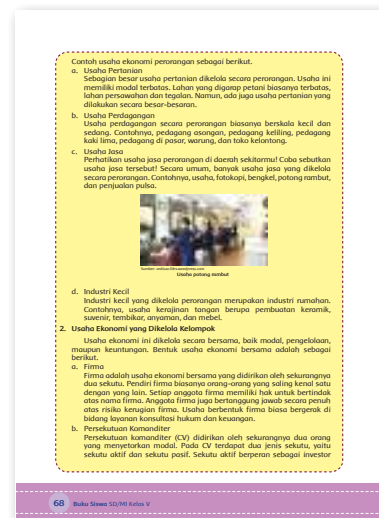 Contoh usaha ekonomi perorangan sebagai berikut.
a. Usaha Pertanian
Sebagian besar usaha pertanian dikelola secara perorangan. Usaha ini
memiliki modal terbatas. Lahan yang digarap petani biasanya terbatas,
lahan persawahan dan tegalan. Namun, ada juga usaha pertanian yang
dilakukan secara besar-besaran.
b. Usaha Perdagangan
Usaha perdagangan secara perorangan biasanya berskala kecil dan
sedang. Contohnya, pedagang asongan, pedagang keliling, pedagang
kaki lima, pedagang di pasar, warung, dan toko kelontong.
c. Usaha Jasa
Perhatikan usaha jasa perorangan di daerah sekitarmu! Coba sebutkan
usaha jasa tersebut! Secara umum, banyak usaha jasa yang dikelola
secara perorangan. Contohnya, usaha, fotokopi, bengkel, potong rambut,
dan penjualan pulsa.
Usaha potong rambut
d. Industri Kecil
Industri kecil yang dikelola perorangan merupakan industri rumahan.
Contohnya, usaha kerajinan tangan berupa pembuatan keramik,
suvenir, tembikar, anyaman, dan mebel.
2. Usaha Ekonomi yang Dikelola Kelompok
Usaha ekonomi ini dikelola secara bersama, baik modal, pengelolaan,
maupun keuntungan. Bentuk usaha ekonomi bersama adalah sebagai
berikut.
a. Firma
Firma adalah usaha ekonomi bersama yang didirikan oleh sekurangnya
dua sekutu. Pendiri firma biasanya orang-orang yang saling kenal satu
dengan yang lain. Setiap anggota firma memiliki hak untuk bertindak
atas nama firma. Anggota firma juga bertanggung jawab secara penuh
atas risiko kerugian firma. Usaha berbentuk firma biasa bergerak di
bidang layanan konsultasi hukum dan keuangan.
b. Persekutuan Komanditer
Persekutuan komanditer (CV) didirikan oleh sekurangnya dua orang
yang menyetorkan modal. Pada CV terdapat dua jenis sekutu, yaitu
sekutu aktif dan sekutu pasif. Sekutu aktif berperan sebagai investor
68 Buku Siswa SD/MI Kelas V